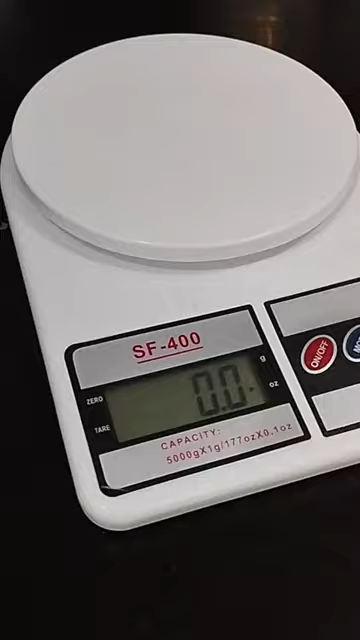 SF-400
g
ZERO
0.0
oz
TARE
CAPACITY:
5000gX1g/177ozX0.1oz
ON/OFF